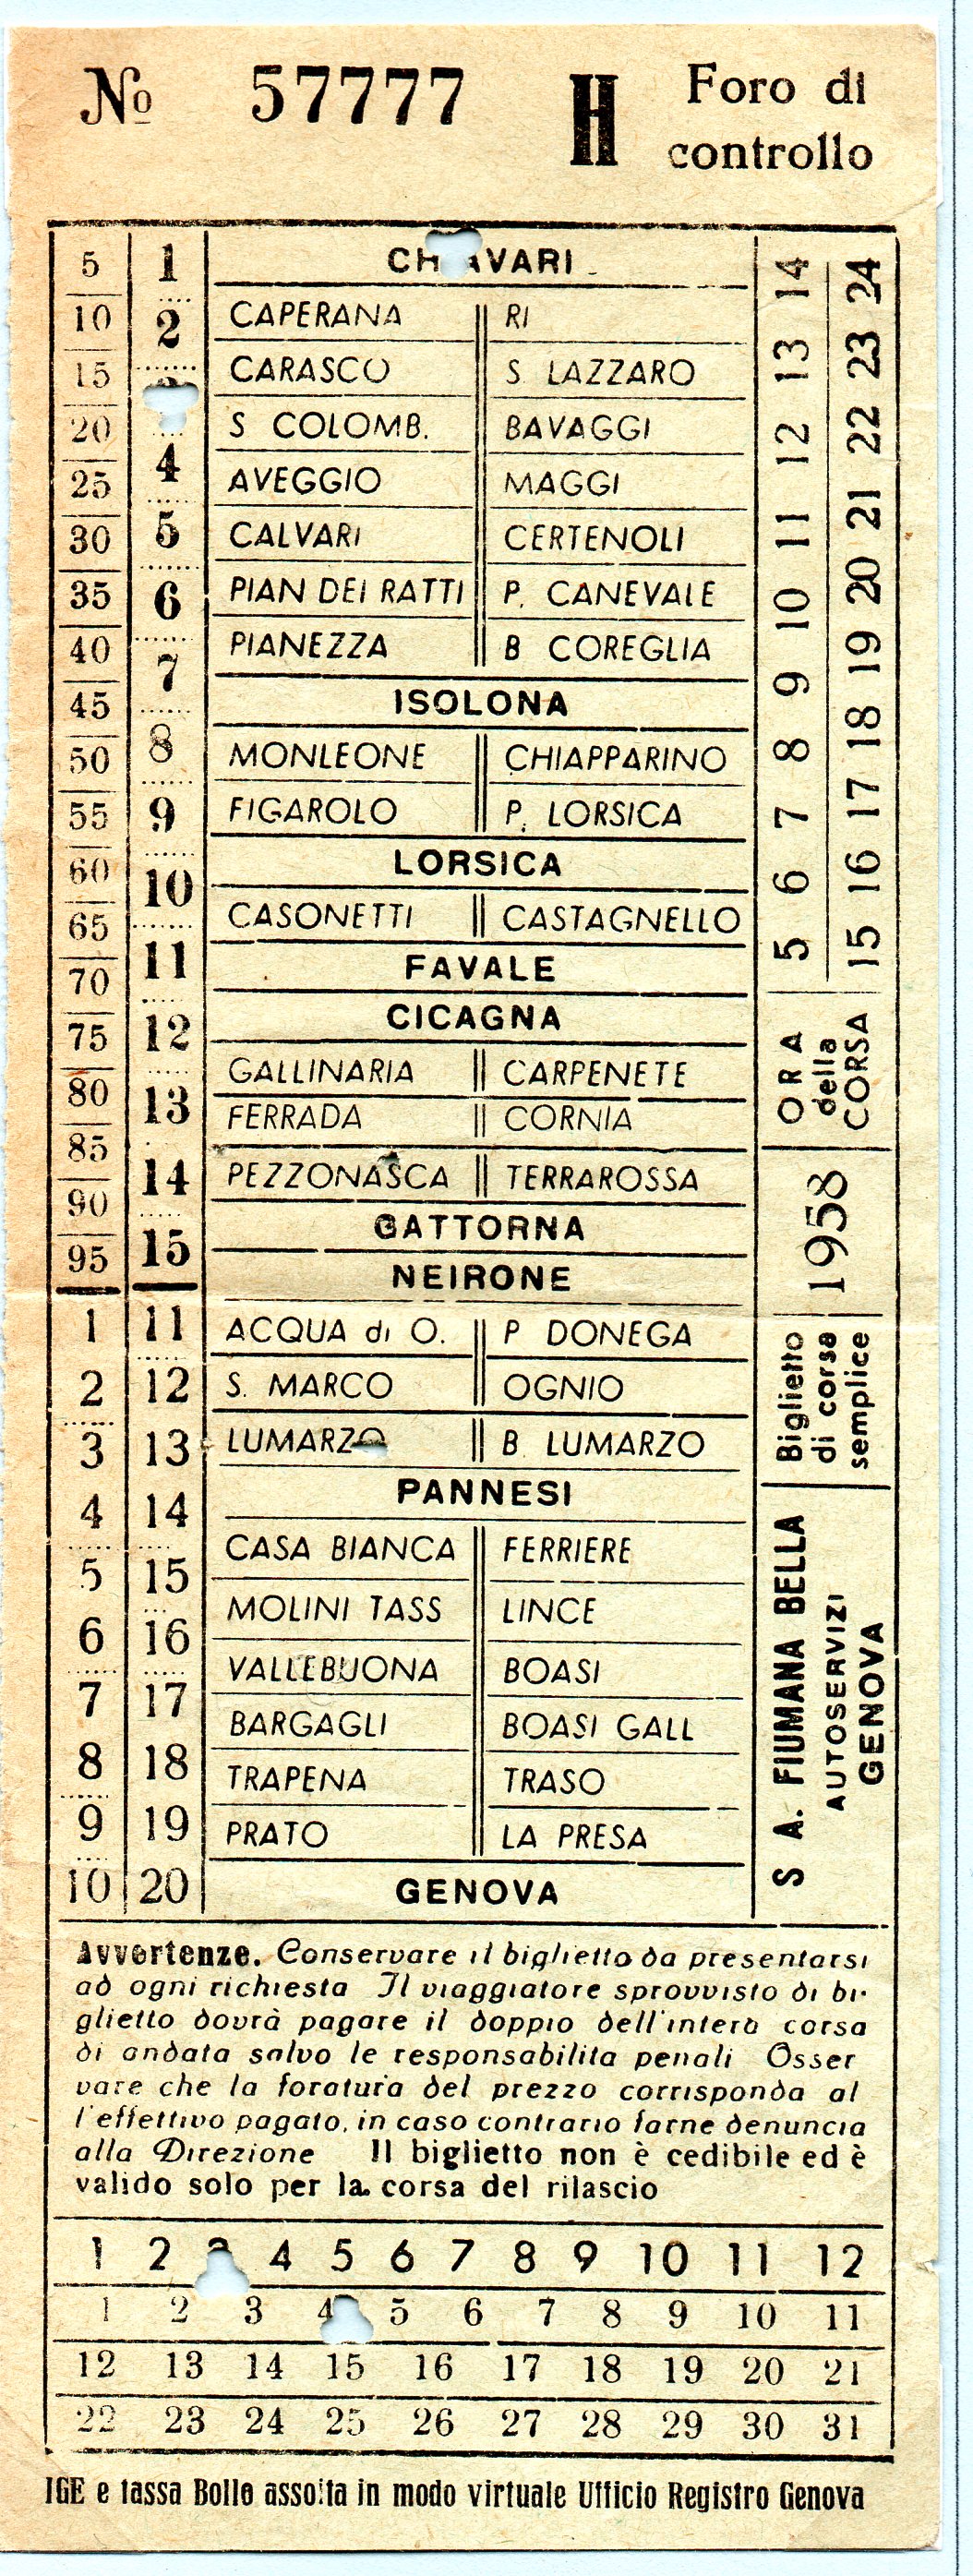 No 57777 H Foro di
controllo
5 1 CHIAVARI
10 2 CAPERANA RI
15 CARASCO S LAZZARO
20 S COLOMB. BAVAGGI
25 4 AVEGGIO MAGGI
30 5 CALVARI CERTENOLI
35 6 PIAN DEI RATTI P. CANEVALE
40 7 PIANEZZA B COREGLIA
45 ISOLONA
50 8 MONLEONE CHIAPPARINO
55 9 FIGAROLO P. LORSICA
60 10 LORSICA
65 CASONETTI CASTAGNELLO
70 11 FAVALE
75 12 CICAGNA
80 13 GALLINARIA CARPENETE
85 FERRADA CORNIA
90 14 PEZZONASCA TERRAROSSA
95 15 GATTORNA
NEIRONE
1 11 ACQUA di O. P DONEGA
2 12 S. MARCO OGNIO
3 13 LUMARZO B. LUMARZO
4 14 PANNESI
5 15 CASA BIANCA FERRIERE
6 16 MOLINI TASS LINCE
7 17 VALLEBUONA BOASI
8 18 BARGAGLI BOASI GALL
9 19 TRAPENA TRASO
PRATO LA PRESA
10 20 GENOVA
5 6 7 8 9 10 11 12 13 14
15 16 17 18 19 20 21 22 23 24
ORA
della
CORSA
1958
Biglietto
di corsa
semplice
S A. FIUMANA BELLA
AUTOSERVIZI
GENOVA
Avvertenze. Conservare il biglietto da presentarsi
ad ogni richiesta Il viaggiatore sprovvisto di bi-
glietto dovrà pagare il doppio dell'intera corsa
di andata salvo le responsabilita penali Osser
vare che la foratura del prezzo corrisponda al
l'effettivo pagato, in caso contrario farne denuncia
alla Direzione Il biglietto non è cedibile ed è
valido solo per la corsa del rilascio
1 2 3 4 5 6 7 8 9 10 11 12
1 2 3 4 5 6 7 8 9 10 11
12 13 14 15 16 17 18 19 20 21
22 23 24 25 26 27 28 29 30 31
IGE e tassa Bollo assolta in modo virtuale Ufficio Registro Genova